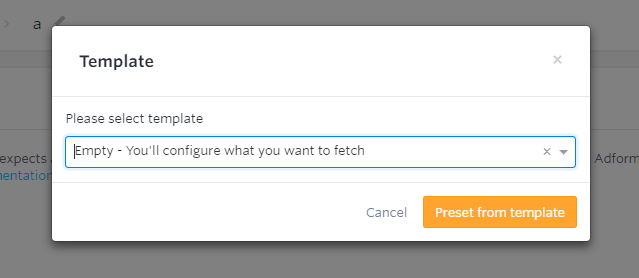 a
Template
×
Please select template
Empty - You'll configure what you want to fetch ×
expects a
Adform
mentation
Cancel
Preset from template